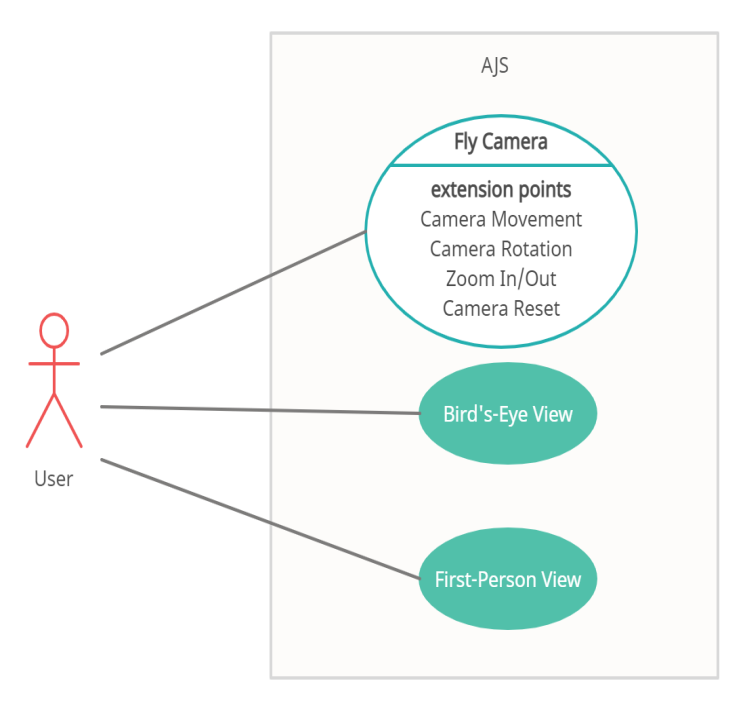 AJS
Fly Camera
extension points
Camera Movement
Camera Rotation
Zoom In/Out
Camera Reset
Bird's-Eye View
User
First-Person View